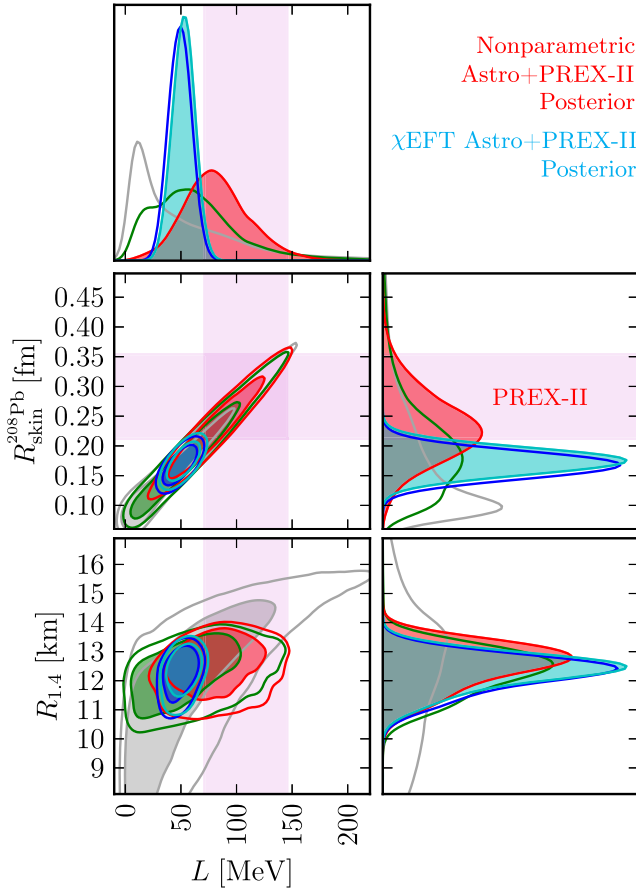 Nonparametric
Astro+PREX-II
Posterior
χEFT Astro+PREX-II
Posterior
0.45
0.40
0.35
0.30
0.25
0.20
0.15
0.10
R_skin^208Pb [fm]
PREX-II
16
15
14
13
12
11
10
9
R_1.4 [km]
0
50
100
150
200
L [MeV]